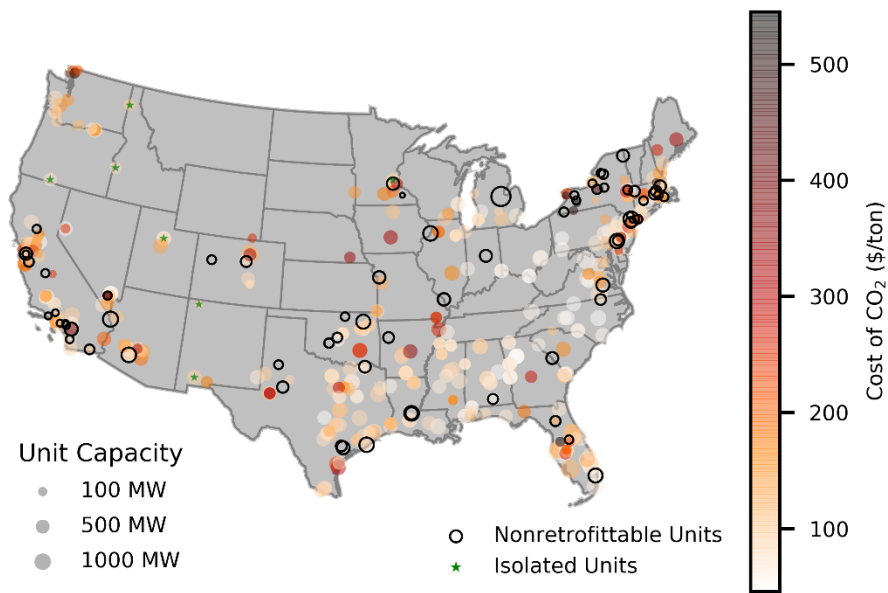 Unit Capacity
100 MW
500 MW
1000 MW
Nonretrofittable Units
Isolated Units
500
400
300
200
100
Cost of CO₂ ($/ton)